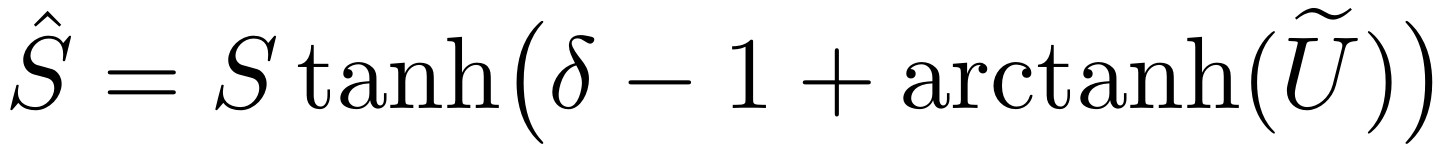 Ŝ = S tanh(δ − 1 + arctanh(Ũ))